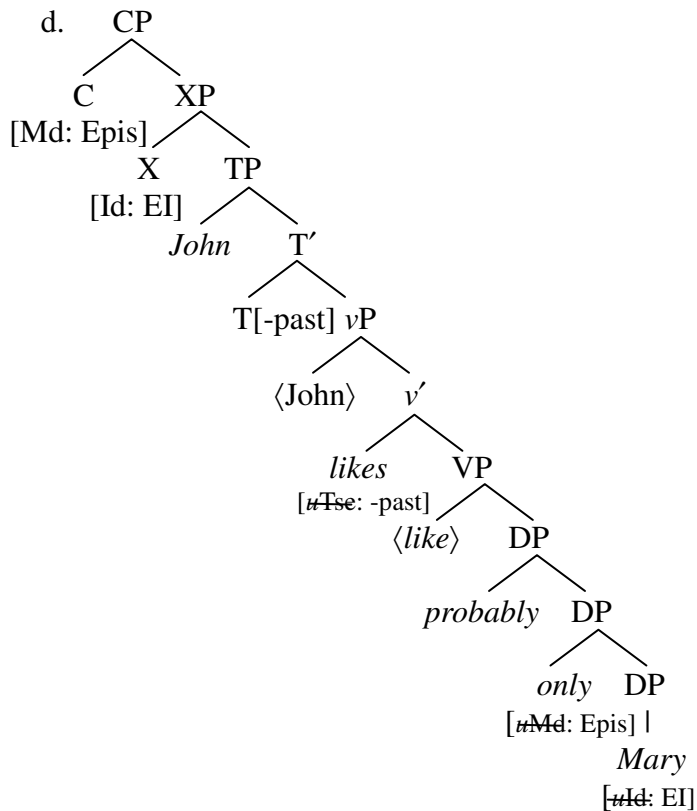 d. CP
C XP
[Md: Epis]
X TP
[Id: EI]
John T′
T[-past] vP
⟨John⟩ v′
likes VP
[uTse: -past]
⟨like⟩ DP
probably DP
only DP
[uMd: Epis]
Mary
[uId: EI]